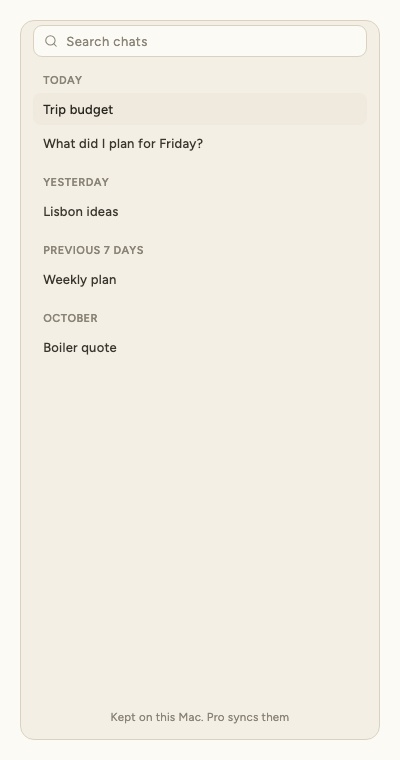 Search chats
TODAY
Trip budget
What did I plan for Friday?
YESTERDAY
Lisbon ideas
PREVIOUS 7 DAYS
Weekly plan
OCTOBER
Boiler quote
Kept on this Mac. Pro syncs them